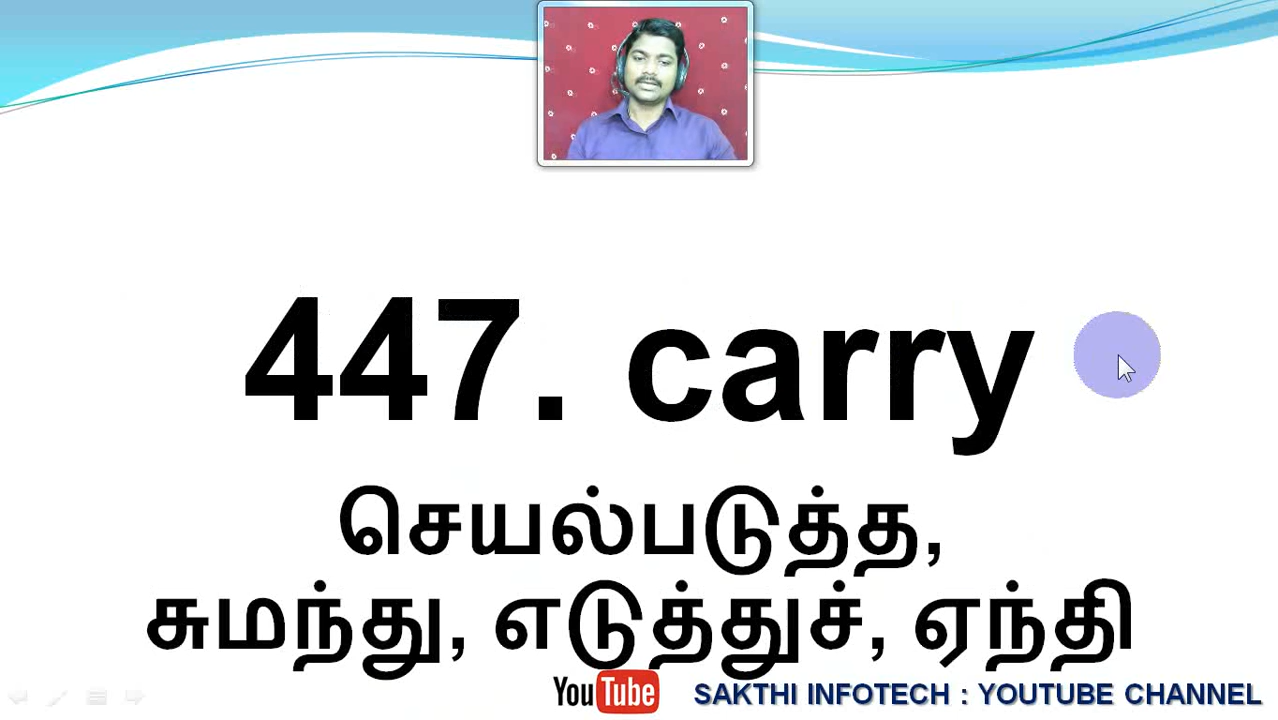 447. carry
செயல்படுத்த,
சுமந்து, எடுத்துச், ஏந்தி
YouTube SAKTHI INFOTECH : YOUTUBE CHANNEL